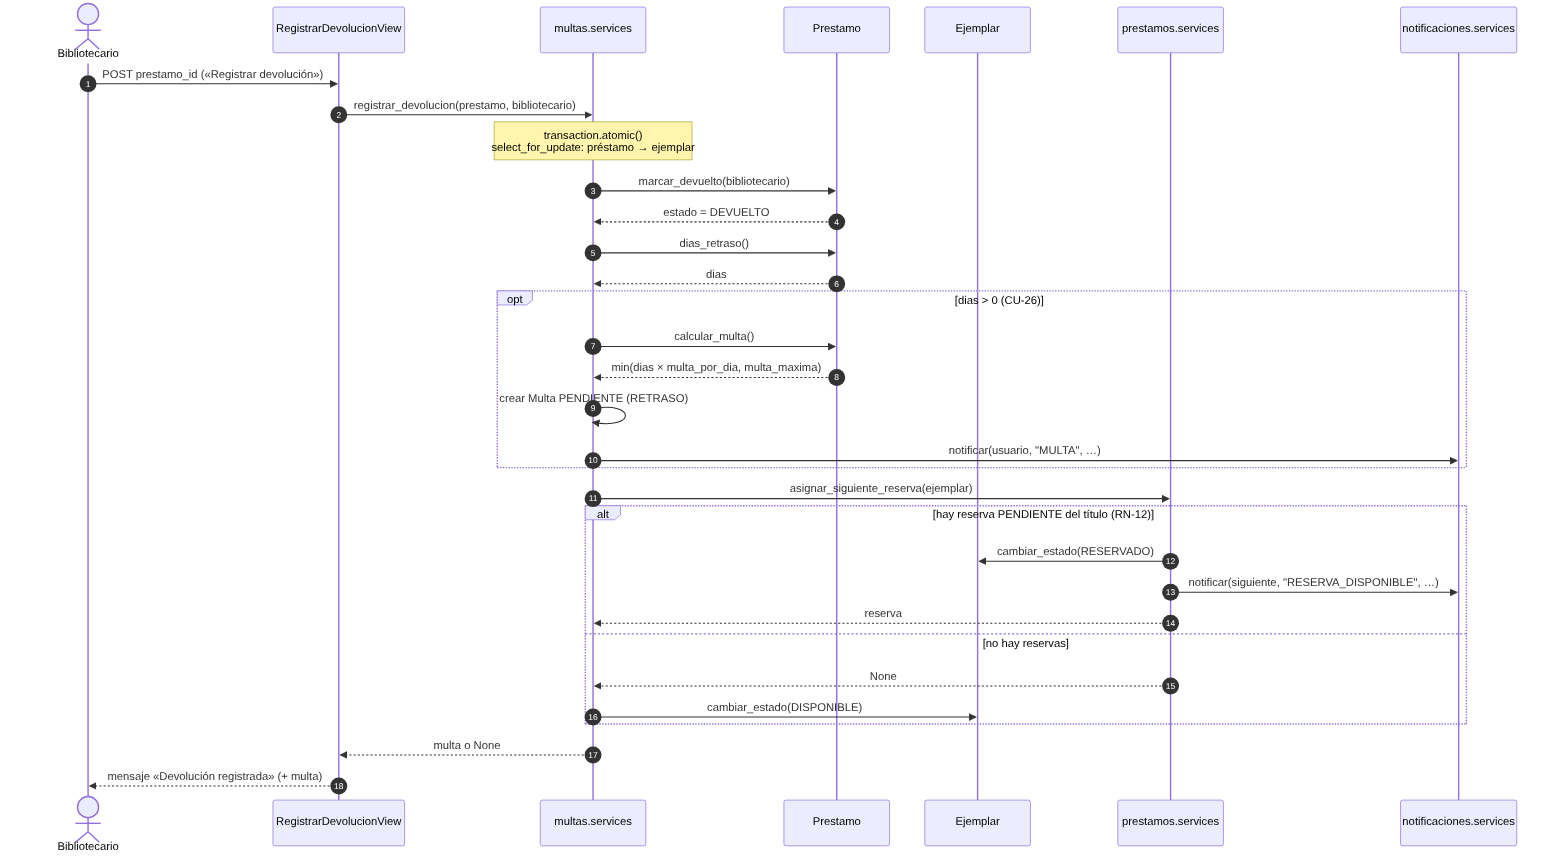 Bibliotecario
RegistrarDevolucionView
multas.services
Prestamo
Ejemplar
prestamos.services
notificaciones.services
1 POST prestamo_id («Registrar devolución»)
2 registrar_devolucion(prestamo, bibliotecario)
transaction.atomic()
select_for_update: préstamo → ejemplar
3 marcar_devuelto(bibliotecario)
estado = DEVUELTO 4
5 dias_retraso()
dias 6
opt [dias > 0 (CU-26)]
7 calcular_multa()
min(dias × multa_por_dia, multa_maxima) 8
crear Multa PENDIENTE (RETRASO)
9
10 notificar(usuario, "MULTA", …)
11 asignar_siguiente_reserva(ejemplar)
alt [hay reserva PENDIENTE del título (RN-12)]
cambiar_estado(RESERVADO) 12
13 notificar(siguiente, "RESERVA_DISPONIBLE", …)
reserva 14
[no hay reservas]
None 15
16 cambiar_estado(DISPONIBLE)
multa o None 17
mensaje «Devolución registrada» (+ multa) 18
Bibliotecario
RegistrarDevolucionView
multas.services
Prestamo
Ejemplar
prestamos.services
notificaciones.services